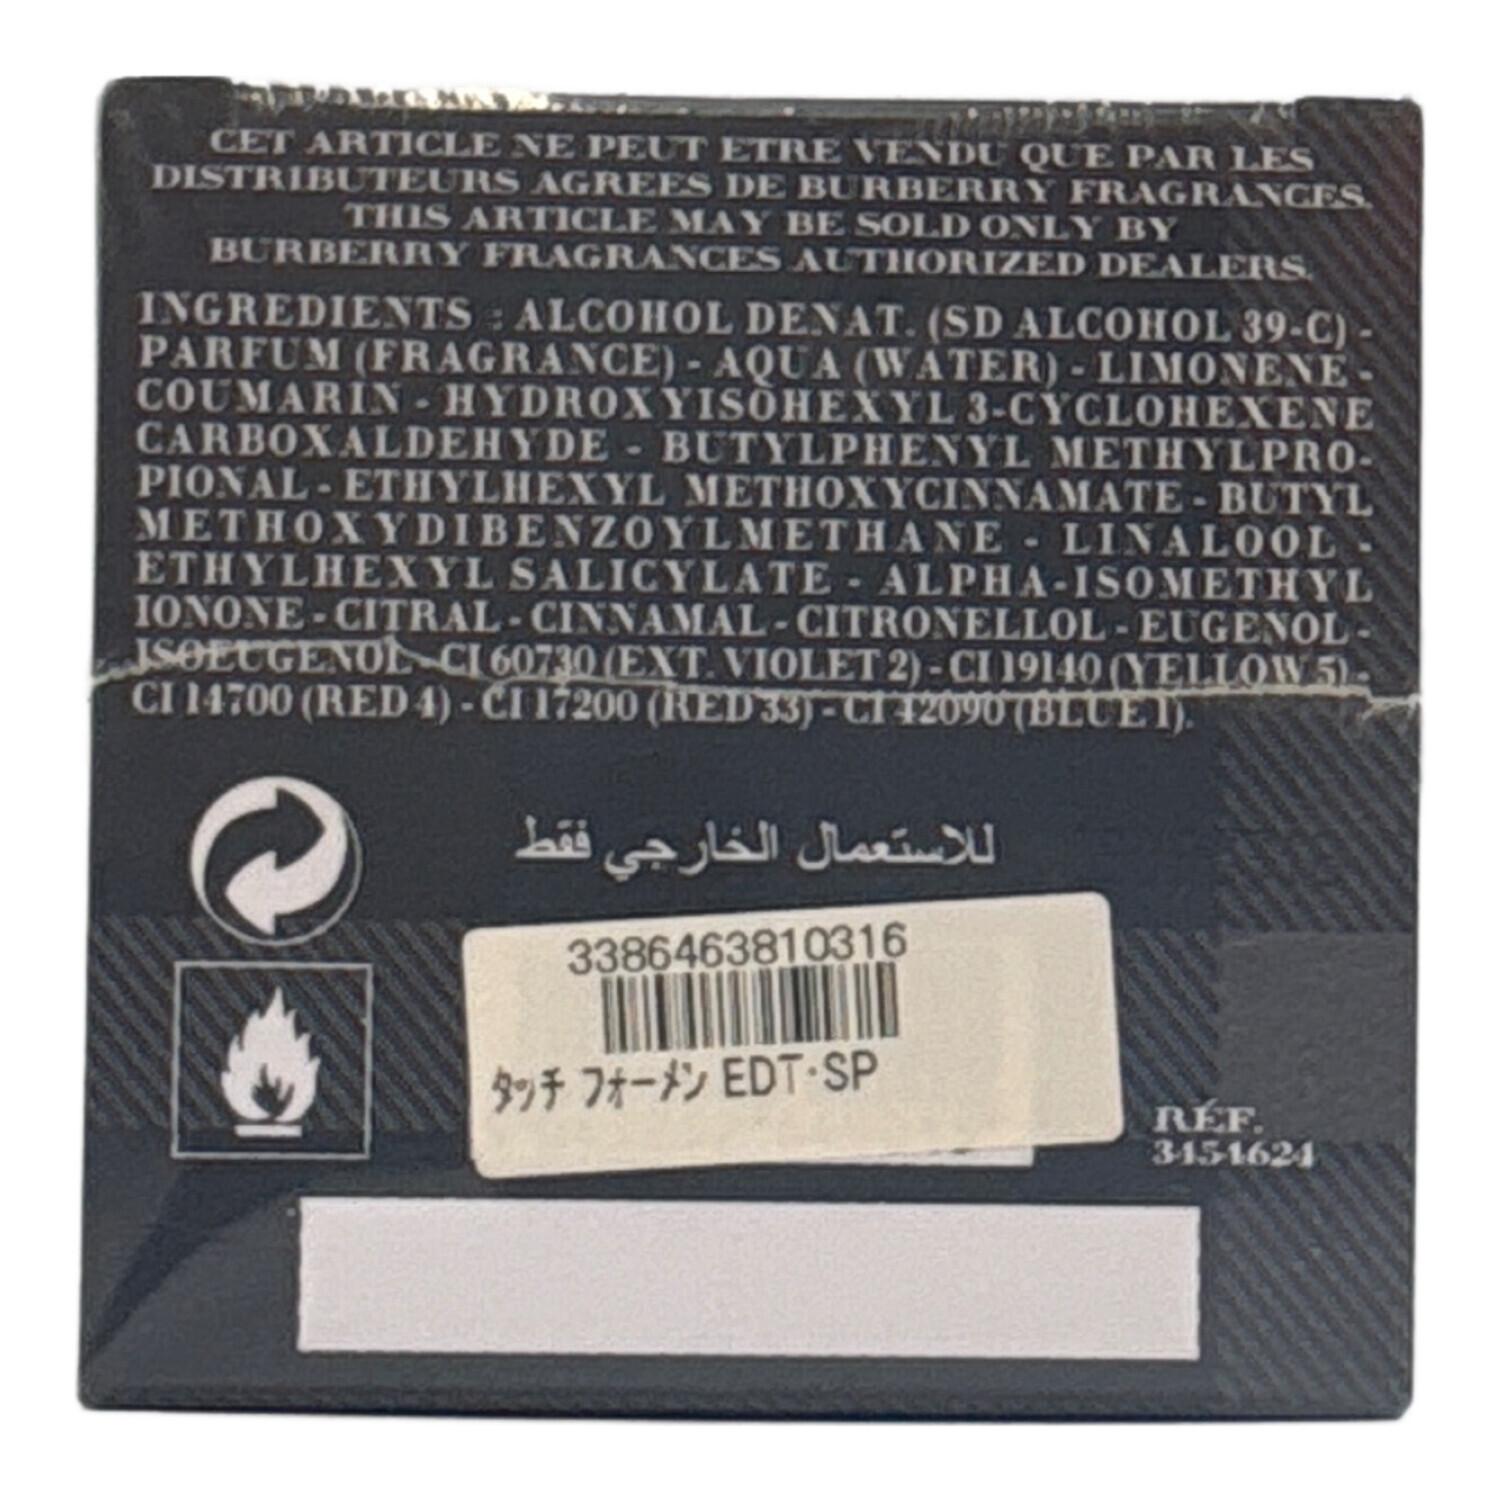 CET ARTICLE NE PEUT ETRE VENDU QUE PAR LES
DISTRIBUTEURS AGREES DE BURBERRY FRAGRANCES.
THIS ARTICLE MAY BE SOLD ONLY BY
BURBERRY FRAGRANCES AUTHORIZED DEALERS.
INGREDIENTS : ALCOHOL DENAT. (SD ALCOHOL 39-C) -
PARFUM (FRAGRANCE) - AQUA (WATER) - LIMONENE -
COUMARIN - HYDROXYISOHEXYL 3-CYCLOHEXENE
CARBOXALDEHYDE - BUTYLPHENYL METHYLPRO-
PIONAL - ETHYLHEXYL METHOXYCINNAMATE - BUTYL
METHOXYDIBENZOYLMETHANE - LINALOOL -
ETHYLHEXYL SALICYLATE - ALPHA-ISOMETHYL
IONONE - CITRAL - CINNAMAL - CITRONELLOL - EUGENOL -
ISOEUGENOL - CI 60730 (EXT. VIOLET 2) - CI 19140 (YELLOW 5) -
CI 14700 (RED 4) - CI 17200 (RED 33) - CI 42090 (BLUE 1).
للاستعمال الخارجي فقط
3386463810316
タッチ フォーメン EDT・SP
RÉF.
3454624